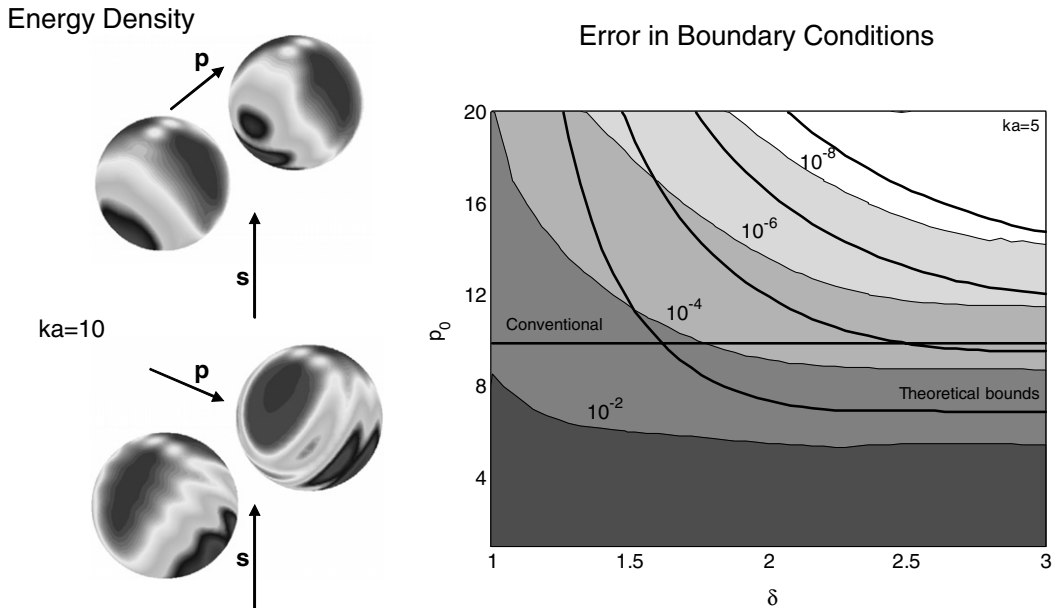 Energy Density
p
s
ka=10
p
s
Error in Boundary Conditions
20
16
12
8
4
p0
ka=5
10-8
10-6
10-4
Conventional
Theoretical bounds
10-2
1
1.5
2
2.5
3
δ